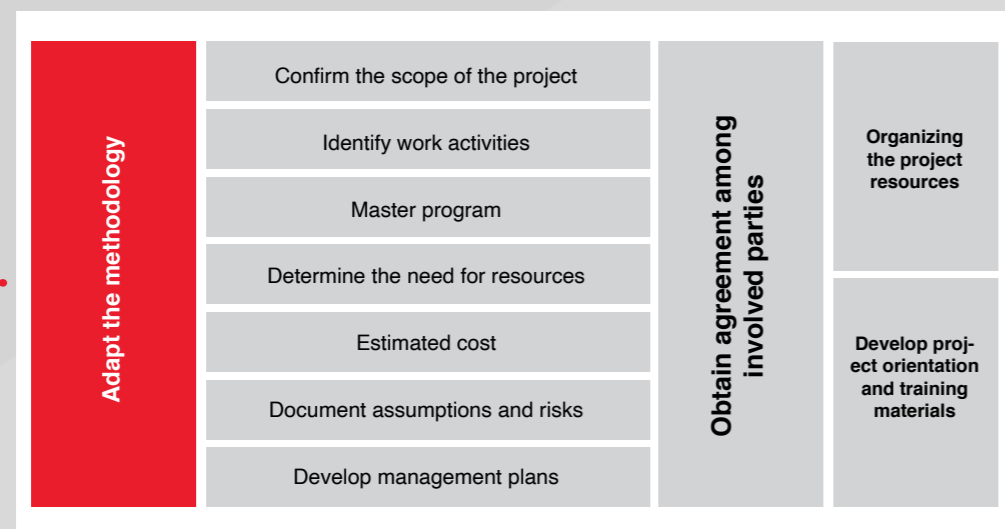 Adapt the methodology
Confirm the scope of the project
Identify work activities
Master program
Determine the need for resources
Estimated cost
Document assumptions and risks
Develop management plans
Obtain agreement among
involved parties
Organizing
the project
resources
Develop proj-
ect orientation
and training
materials